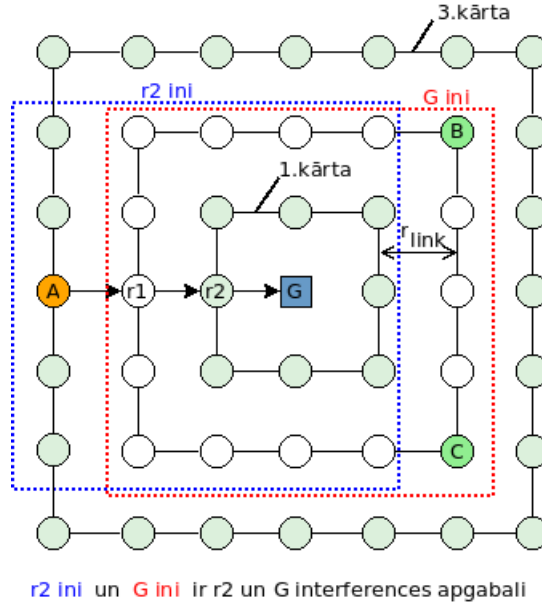 3.kārta
r2 ini
G ini
B
1.kārta
r link
A
r1
r2
G
C
r2 ini un G ini ir r2 un G interferences apgabali